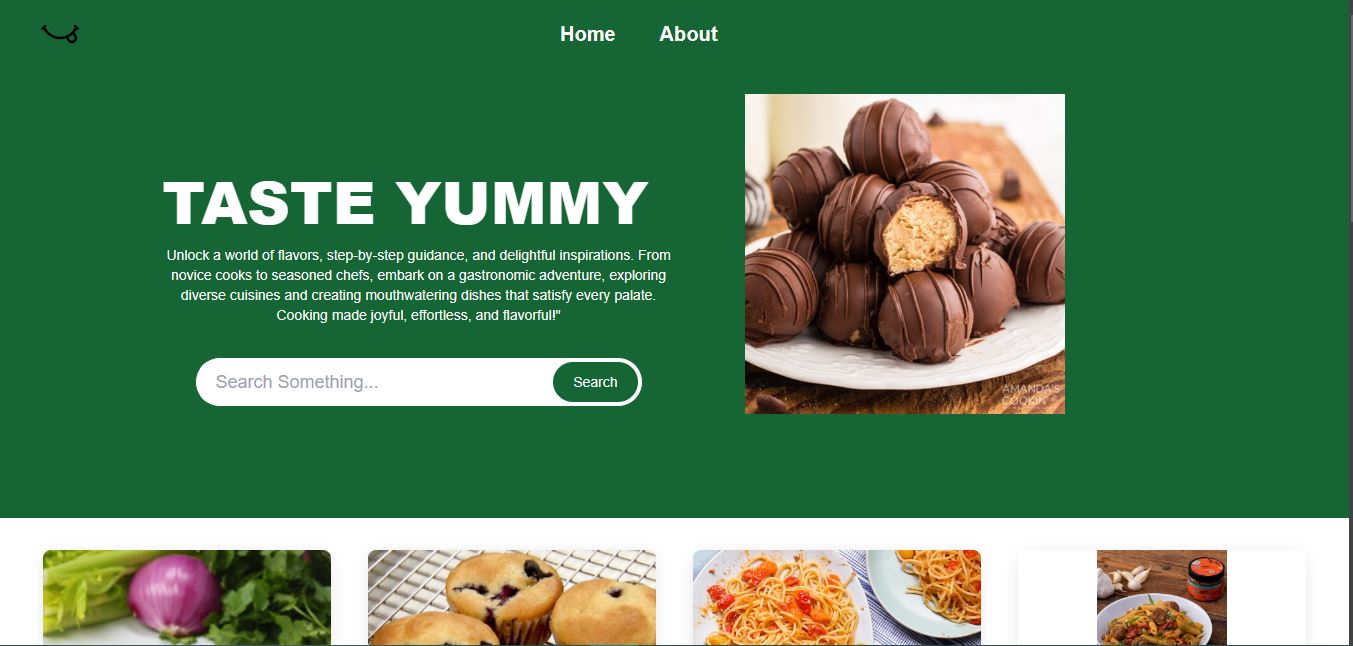 Home About
TASTE YUMMY
Unlock a world of flavors, step-by-step guidance, and delightful inspirations. From
novice cooks to seasoned chefs, embark on a gastronomic adventure, exploring
diverse cuisines and creating mouthwatering dishes that satisfy every palate.
Cooking made joyful, effortless, and flavorful!"
Search Something... Search
AMANDA'S
COOKIN'